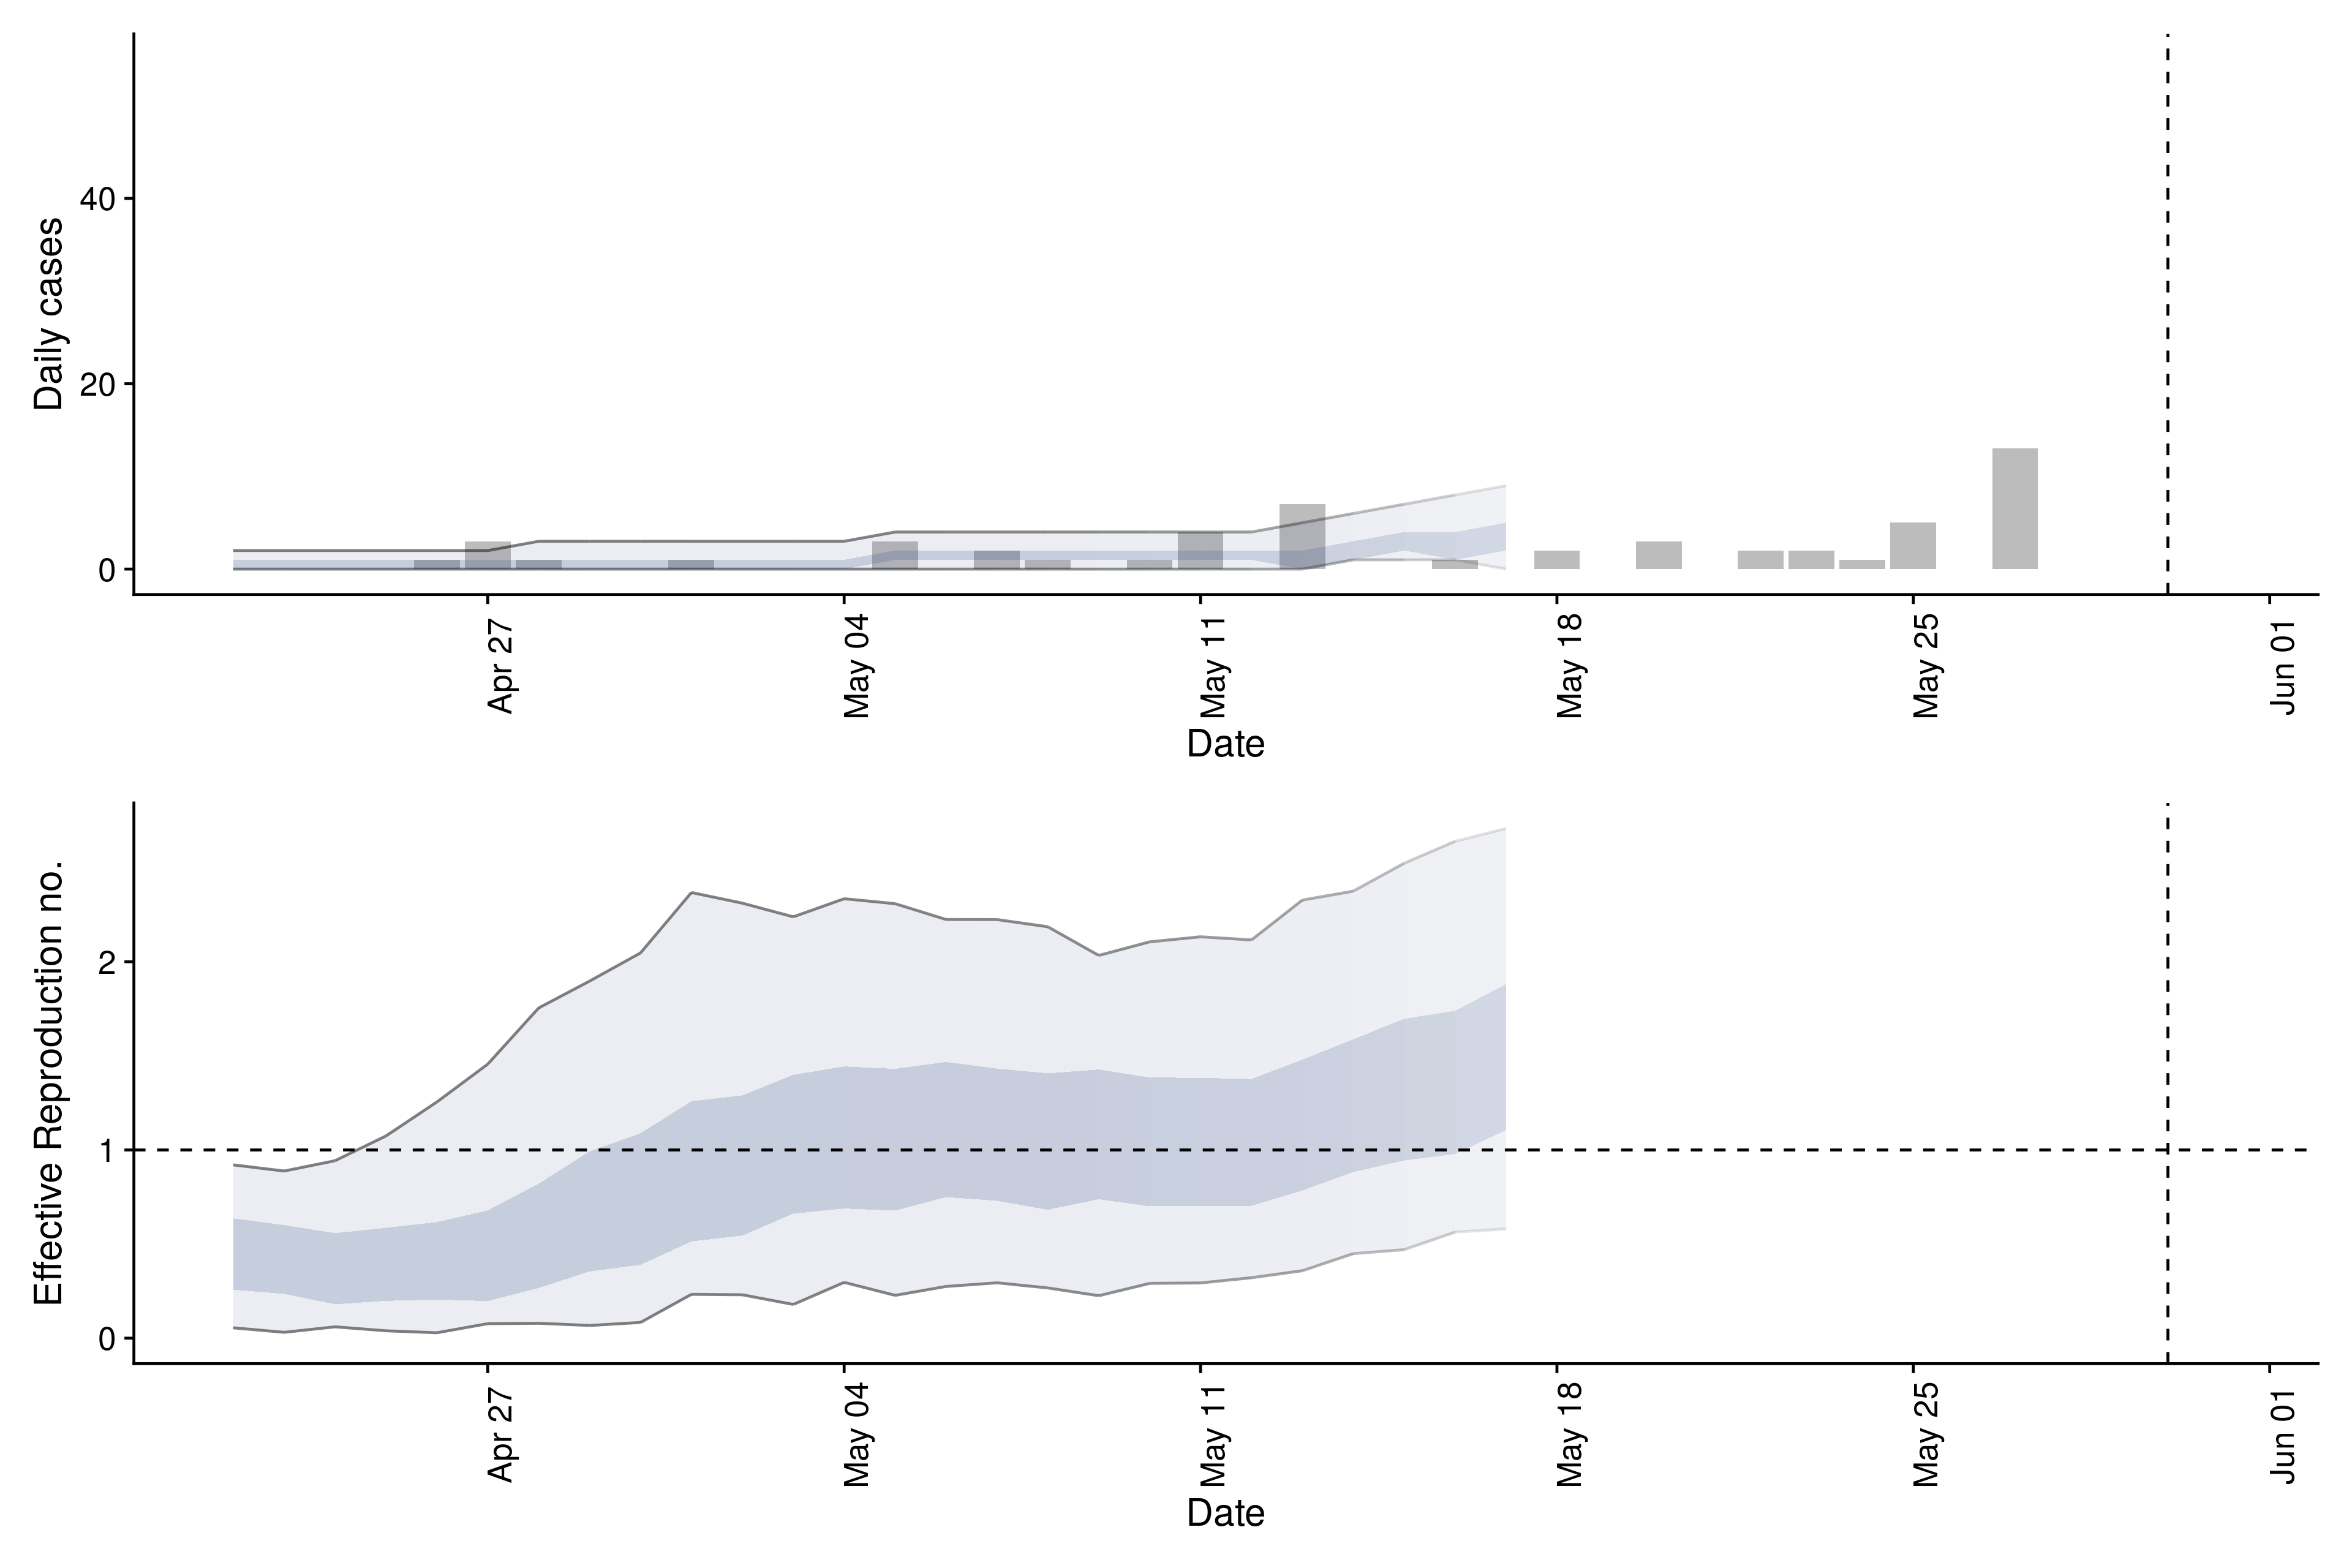 Daily cases
40
20
0
Apr 27
May 04
May 11
May 18
May 25
Jun 01
Date
Effective Reproduction no.
2
1
0
Apr 27
May 04
May 11
May 18
May 25
Jun 01
Date